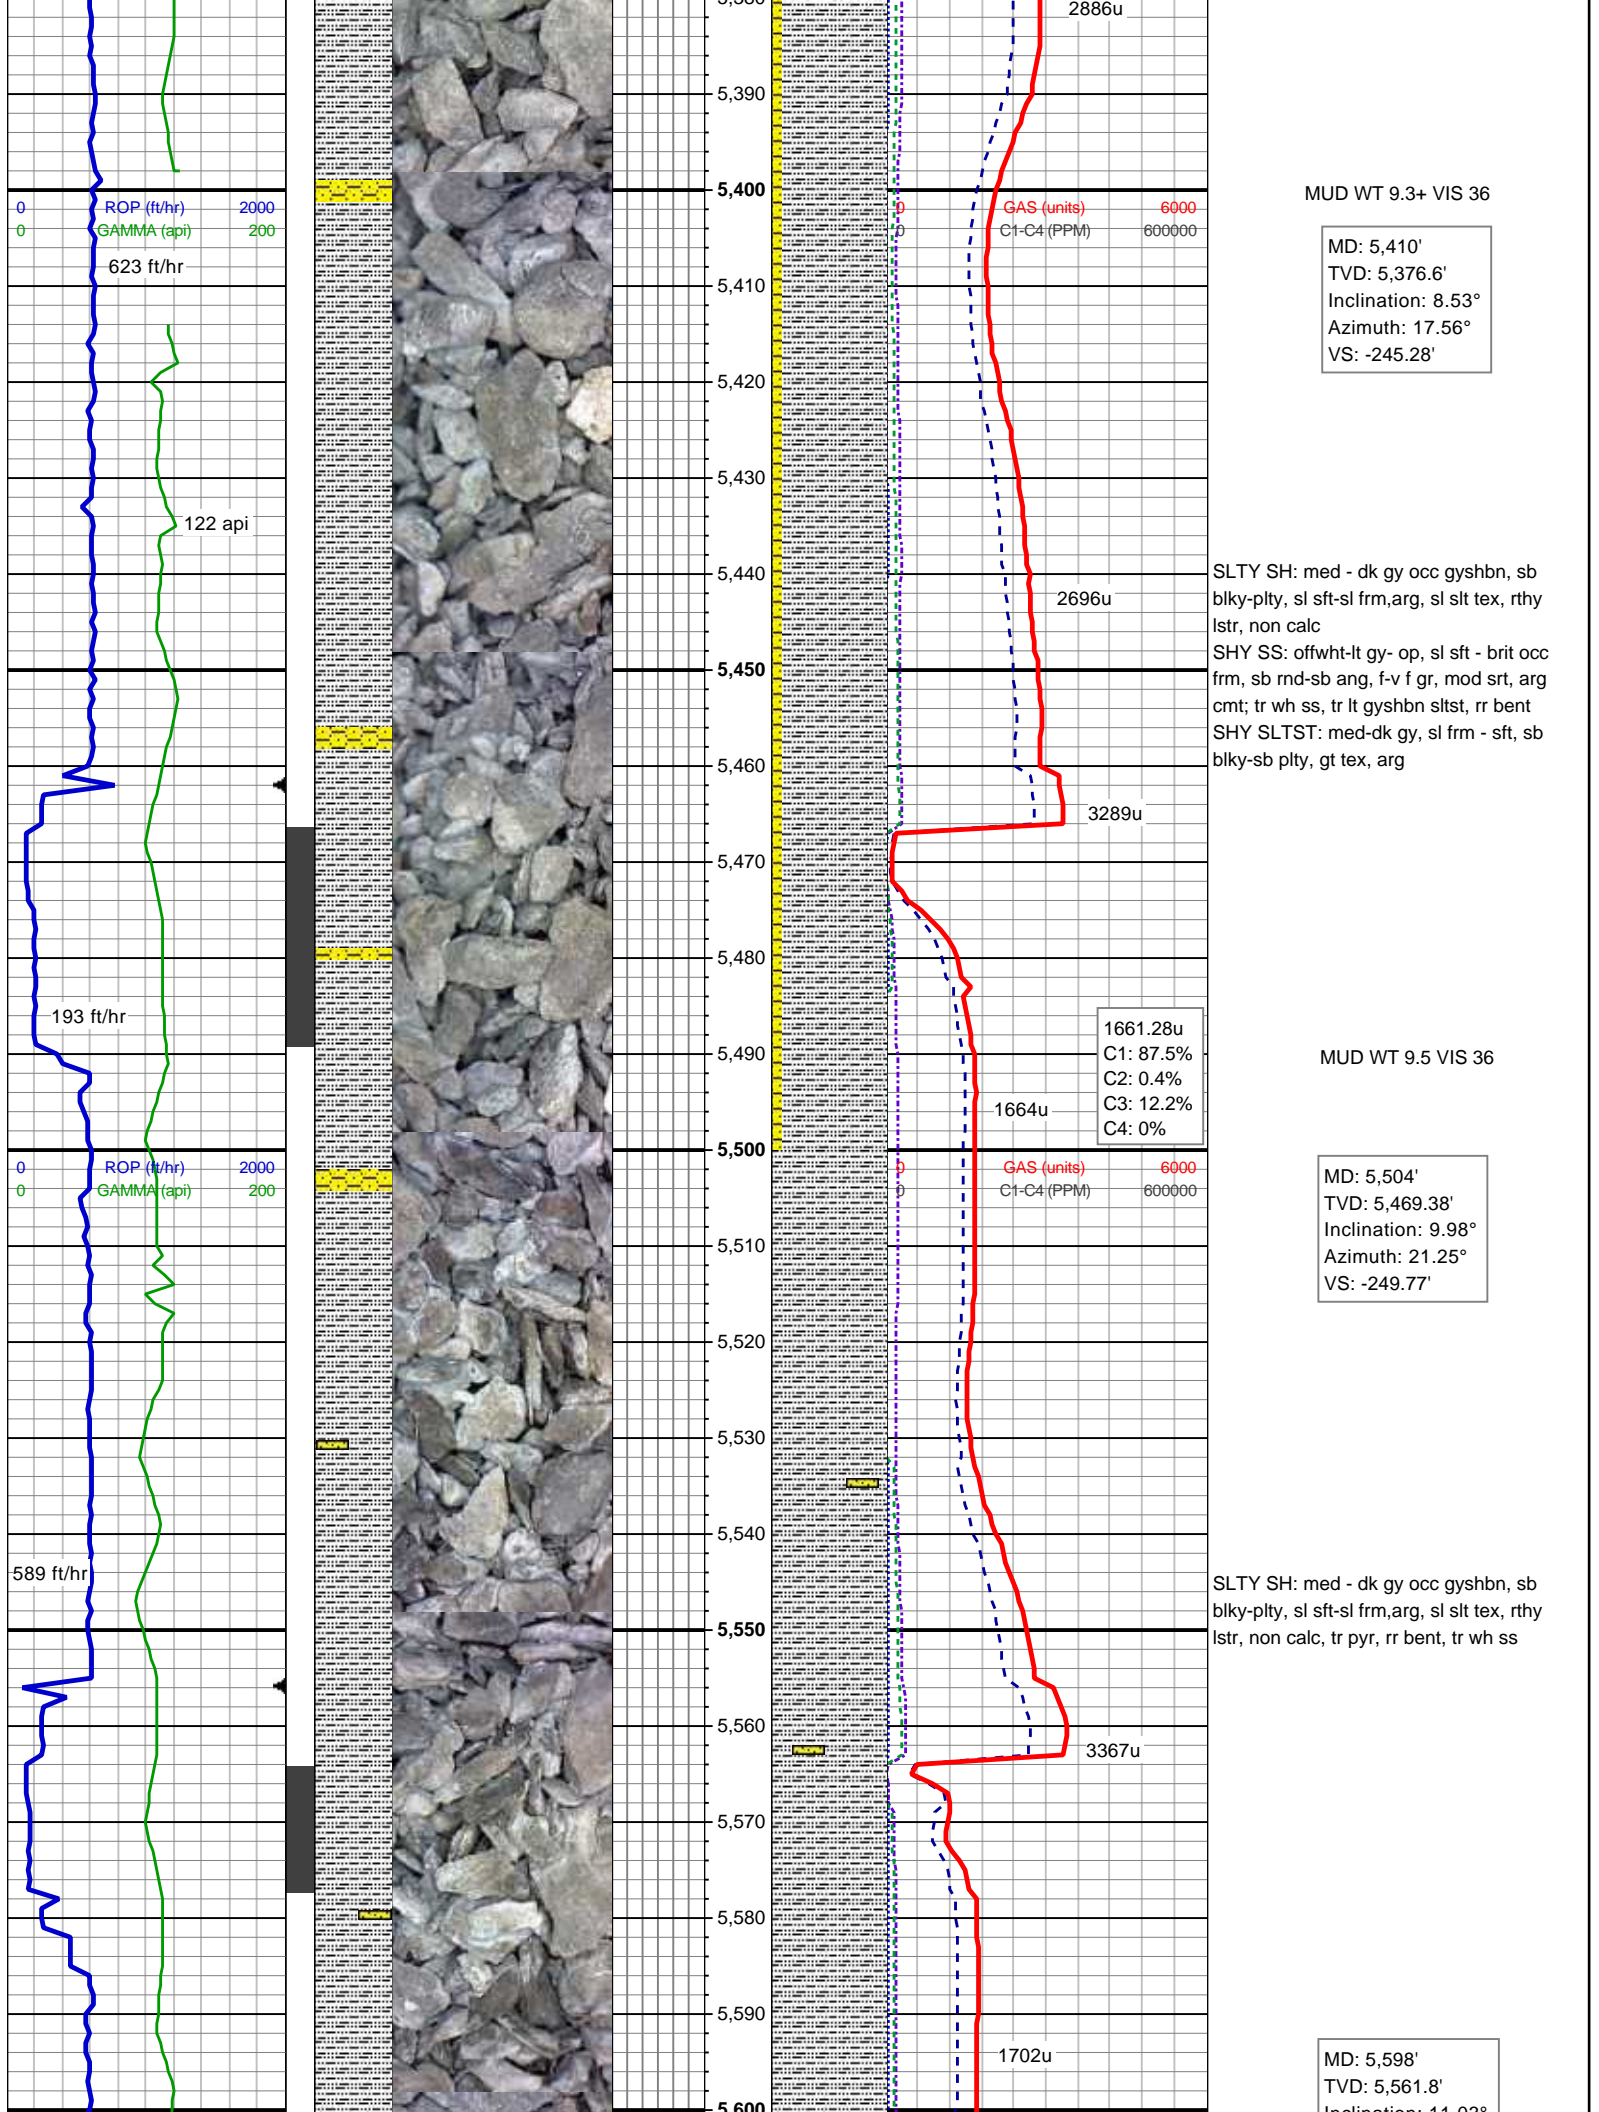 2886u
5,390
5,400
MUD WT 9.3+ VIS 36
0 ROP (ft/hr) 2000
0 GAMMA (api) 200
0 GAS (units) 6000
0 C1-C4 (PPM) 600000
623 ft/hr
MD: 5,410'
TVD: 5,376.6'
Inclination: 8.53°
Azimuth: 17.56°
VS: -245.28'
5,410
5,420
5,430
122 api
5,440
2696u
SLTY SH: med - dk gy occ gyshbn, sb
blky-plty, sl sft-sl frm,arg, sl slt tex, rthy
lstr, non calc
SHY SS: offwht-lt gy- op, sl sft - brit occ
frm, sb rnd-sb ang, f-v f gr, mod srt, arg
cmt; tr wh ss, tr lt gyshbn sltst, rr bent
SHY SLTST: med-dk gy, sl frm - sft, sb
blky-sb plty, gt tex, arg
5,450
5,460
3289u
5,470
5,480
193 ft/hr
1661.28u
C1: 87.5%
C2: 0.4%
C3: 12.2%
C4: 0%
5,490
MUD WT 9.5 VIS 36
1664u
5,500
0 ROP (ft/hr) 2000
0 GAMMA (api) 200
0 GAS (units) 6000
0 C1-C4 (PPM) 600000
MD: 5,504'
TVD: 5,469.38'
Inclination: 9.98°
Azimuth: 21.25°
VS: -249.77'
5,510
5,520
5,530
5,540
589 ft/hr
SLTY SH: med - dk gy occ gyshbn, sb
blky-plty, sl sft-sl frm,arg, sl slt tex, rthy
lstr, non calc, tr pyr, rr bent, tr wh ss
5,550
5,560
3367u
5,570
5,580
5,590
1702u
MD: 5,598'
TVD: 5,561.8'
Inclination: 11.03°
5,600